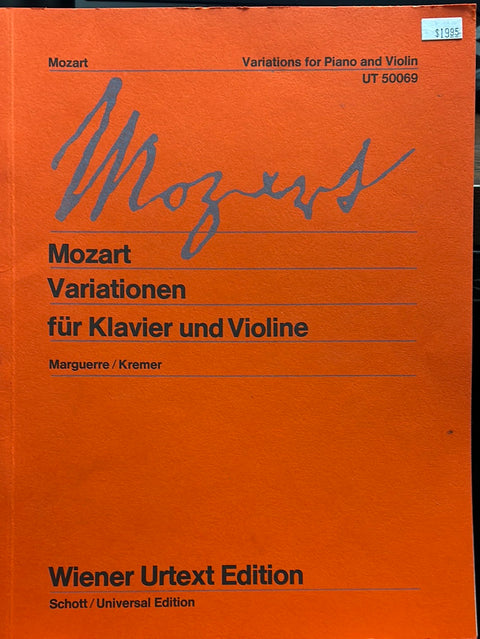 $19.95
Mozart Variations for Piano and Violin
UT 50069
Mozart
Mozart
Variationen
für Klavier und Violine
Marguerre / Kremer
Wiener Urtext Edition
Schott / Universal Edition